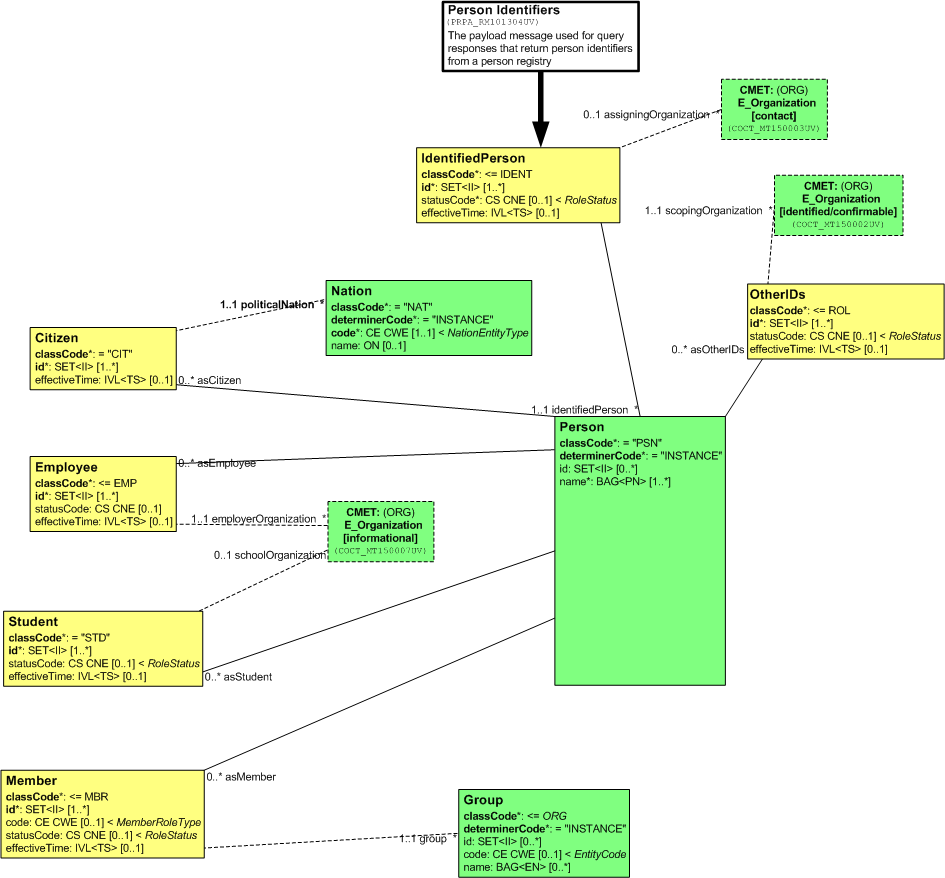 Person Identifiers
(PRPA_RM101304UV)
The payload message used for query
responses that return person identifiers
from a person registry
0..1 assigningOrganization *
CMET: (ORG)
E_Organization
[contact]
(COCT_MT150003UV)
IdentifiedPerson
classCode*: <= IDENT
id*: SET<II> [1..*]
statusCode*: CS CNE [0..1] < RoleStatus
effectiveTime: IVL<TS> [0..1]
1..1 scopingOrganization *
CMET: (ORG)
E_Organization
[identified/confirmable]
(COCT_MT150002UV)
OtherIDs
classCode*: <= ROL
id*: SET<II> [1..*]
statusCode: CS CNE [0..1] < RoleStatus
effectiveTime: IVL<TS> [0..1]
0..* asOtherIDs
1..1 politicalNation *
Nation
classCode*: = "NAT"
determinerCode*: = "INSTANCE"
code*: CE CWE [1..1] < NationEntityType
name: ON [0..1]
Citizen
classCode*: = "CIT"
id*: SET<II> [1..*]
effectiveTime: IVL<TS> [0..1]
0..* asCitizen
1..1 identifiedPerson *
Person
classCode*: = "PSN"
determinerCode*: = "INSTANCE"
id: SET<II> [0..*]
name*: BAG<PN> [1..*]
Employee
classCode*: <= EMP
id*: SET<II> [1..*]
statusCode: CS CNE [0..1]
effectiveTime: IVL<TS> [0..1]
0..* asEmployee
1..1 employerOrganization *
CMET: (ORG)
E_Organization
[informational]
(COCT_MT150007UV)
0..1 schoolOrganization
Student
classCode*: = "STD"
id*: SET<II> [1..*]
statusCode: CS CNE [0..1] < RoleStatus
effectiveTime: IVL<TS> [0..1]
0..* asStudent
Member
classCode*: <= MBR
id*: SET<II> [1..*]
code: CE CWE [0..1] < MemberRoleType
statusCode: CS CNE [0..1] < RoleStatus
effectiveTime: IVL<TS> [0..1]
0..* asMember
1..1 group *
Group
classCode*: <= ORG
determinerCode*: = "INSTANCE"
id: SET<II> [0..*]
code: CE CWE [0..1] < EntityCode
name: BAG<EN> [0..*]